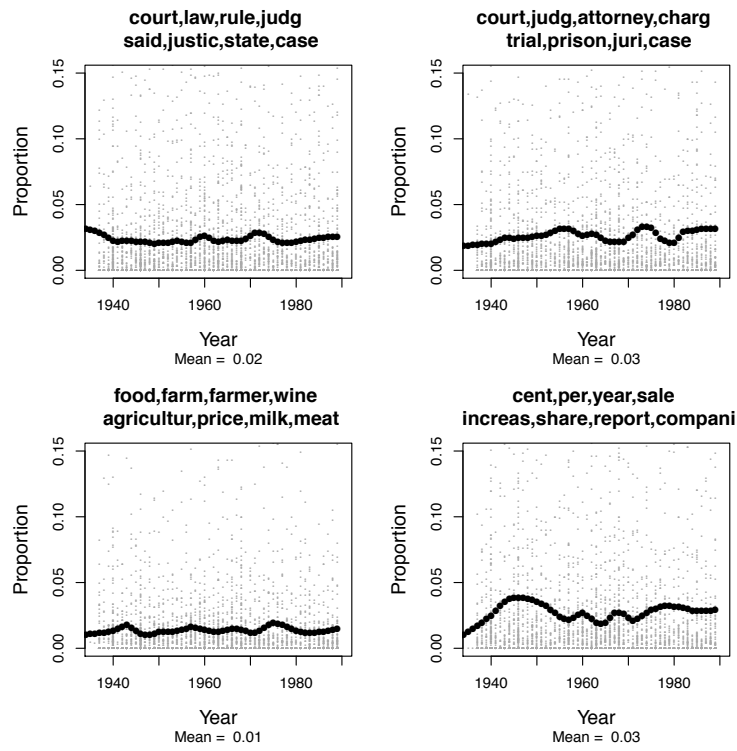 court,law,rule,judg
said,justic,state,case
Proportion
0.15
0.10
0.05
0.00
1940
1960
1980
Year
Mean = 0.02
court,judg,attorney,charg
trial,prison,juri,case
Proportion
0.15
0.10
0.05
0.00
1940
1960
1980
Year
Mean = 0.03
food,farm,farmer,wine
agricultur,price,milk,meat
Proportion
0.15
0.10
0.05
0.00
1940
1960
1980
Year
Mean = 0.01
cent,per,year,sale
increas,share,report,compani
Proportion
0.15
0.10
0.05
0.00
1940
1960
1980
Year
Mean = 0.03